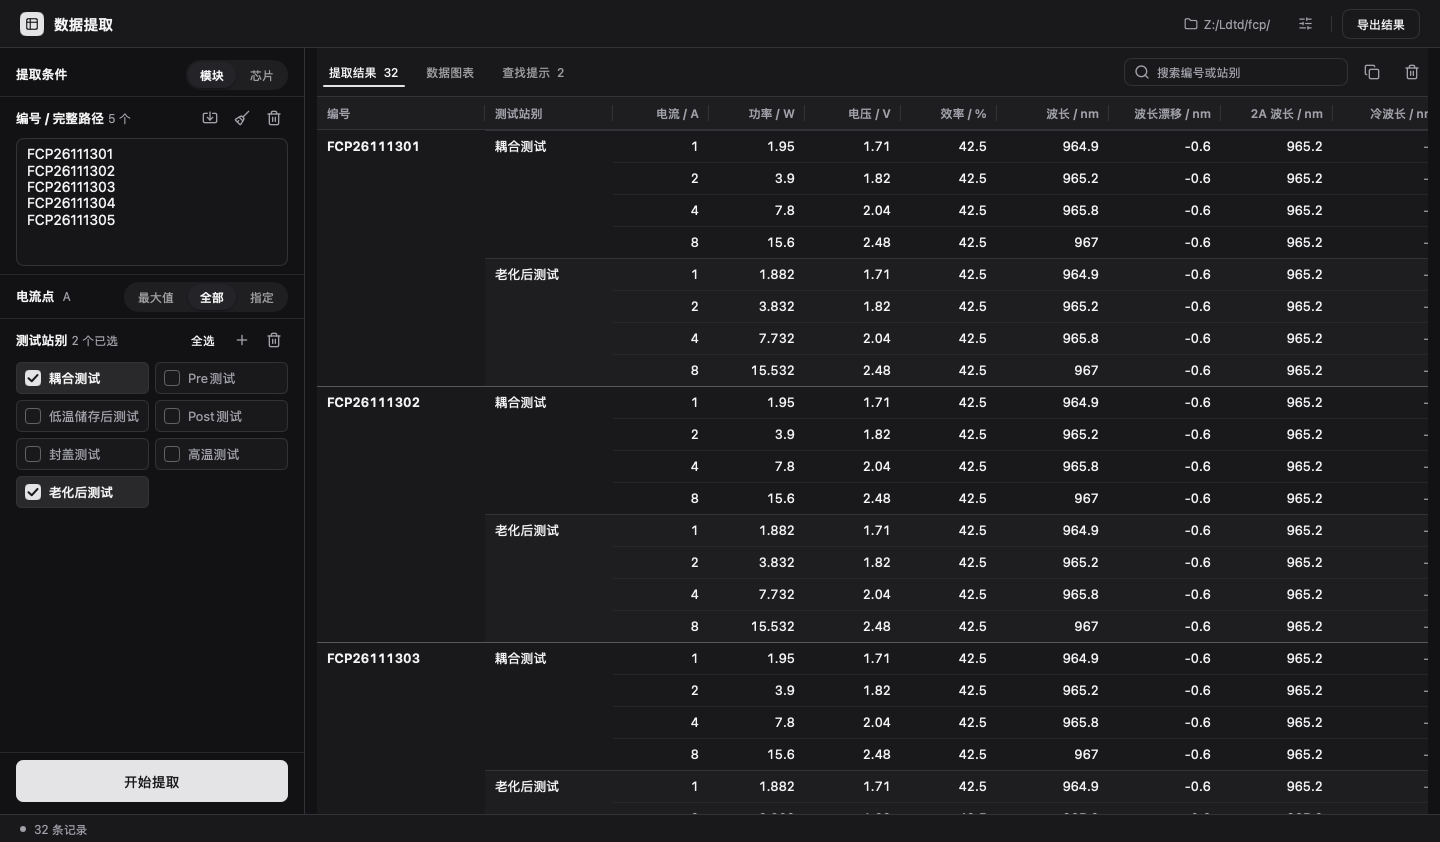 数据提取
Z:/Ldtd/fcp/
导出结果
提取条件
模块 芯片
编号 / 完整路径 5 个
FCP26111301
FCP26111302
FCP26111303
FCP26111304
FCP26111305
电流点 A
最大值 全部 指定
测试站别 2 个已选
全选
耦合测试 Pre测试
低温储存后测试 Post测试
封盖测试 高温测试
老化后测试
开始提取
提取结果 32 数据图表 查找提示 2
搜索编号或站别
编号 测试站别 电流 / A 功率 / W 电压 / V 效率 / % 波长 / nm 波长漂移 / nm 2A 波长 / nm 冷波长 /
FCP26111301 耦合测试 1 1.95 1.71 42.5 964.9 -0.6 965.2 -
2 3.9 1.82 42.5 965.2 -0.6 965.2 -
4 7.8 2.04 42.5 965.8 -0.6 965.2 -
8 15.6 2.48 42.5 967 -0.6 965.2 -
老化后测试 1 1.882 1.71 42.5 964.9 -0.6 965.2 -
2 3.832 1.82 42.5 965.2 -0.6 965.2 -
4 7.732 2.04 42.5 965.8 -0.6 965.2 -
8 15.532 2.48 42.5 967 -0.6 965.2 -
FCP26111302 耦合测试 1 1.95 1.71 42.5 964.9 -0.6 965.2 -
2 3.9 1.82 42.5 965.2 -0.6 965.2 -
4 7.8 2.04 42.5 965.8 -0.6 965.2 -
8 15.6 2.48 42.5 967 -0.6 965.2 -
老化后测试 1 1.882 1.71 42.5 964.9 -0.6 965.2 -
2 3.832 1.82 42.5 965.2 -0.6 965.2 -
4 7.732 2.04 42.5 965.8 -0.6 965.2 -
8 15.532 2.48 42.5 967 -0.6 965.2 -
FCP26111303 耦合测试 1 1.95 1.71 42.5 964.9 -0.6 965.2 -
2 3.9 1.82 42.5 965.2 -0.6 965.2 -
4 7.8 2.04 42.5 965.8 -0.6 965.2 -
8 15.6 2.48 42.5 967 -0.6 965.2 -
老化后测试 1 1.882 1.71 42.5 964.9 -0.6 965.2 -
32 条记录